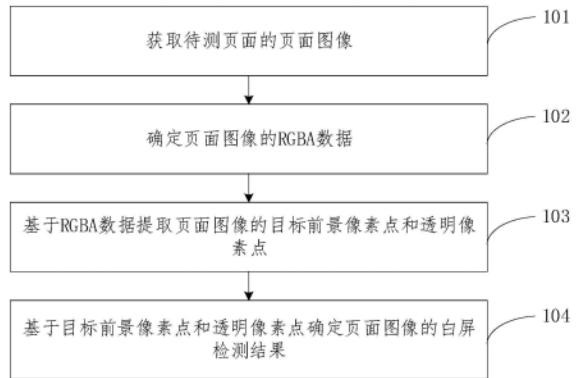 获取待测页面的页面图像
101
确定页面图像的RGBA数据
102
基于RGBA数据提取页面图像的目标前景像素点和透明像
素点
103
基于目标前景像素点和透明像素点确定页面图像的白屏
检测结果
104